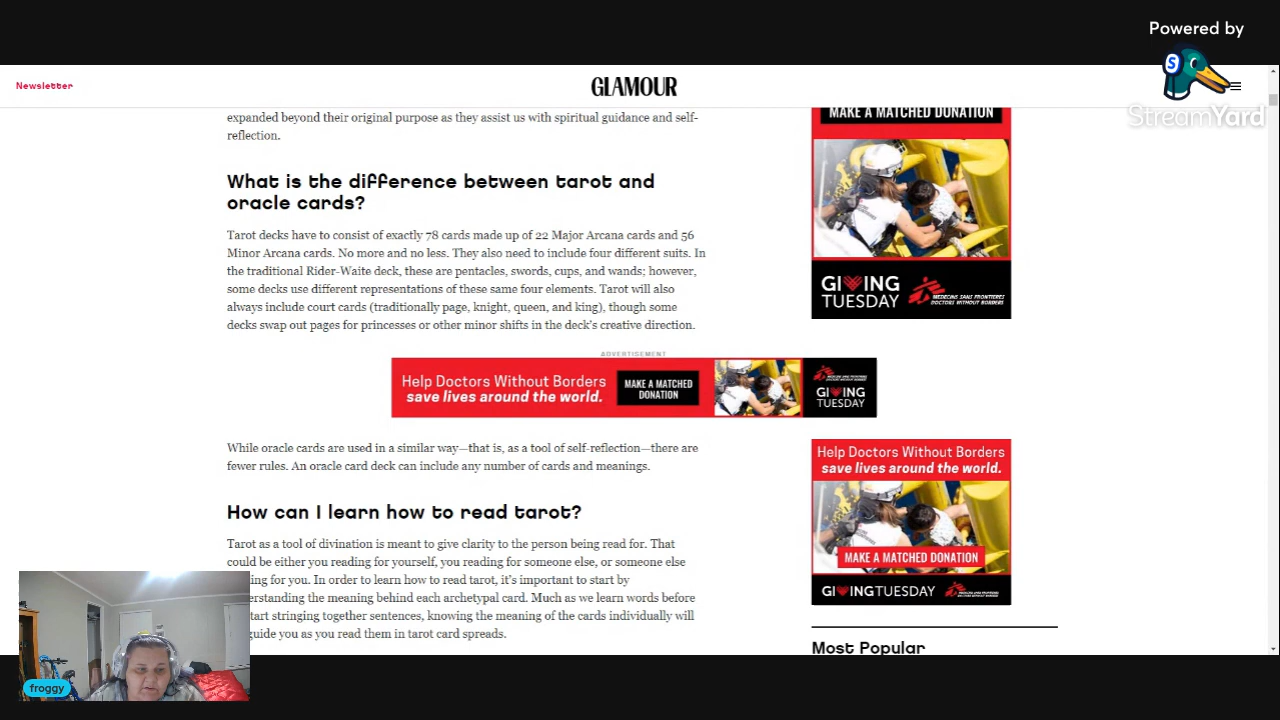 Powered by
StreamYard
Newsletter
GLAMOUR
expanded beyond their original purpose as they assist us with spiritual guidance and self-
reflection.
What is the difference between tarot and
oracle cards?
Tarot decks have to consist of exactly 78 cards made up of 22 Major Arcana cards and 56
Minor Arcana cards. No more and no less. They also need to include four different suits. In
the traditional Rider-Waite deck, these are pentacles, swords, cups, and wands; however,
some decks use different representations of these same four elements. Tarot will also
always include court cards (traditionally page, knight, queen, and king), though some
decks swap out pages for princesses or other minor shifts in the deck's creative direction.
MAKE A MATCHED DONATION
GIVING
TUESDAY
MEDECINS SANS FRONTIERES
DOCTORS WITHOUT BORDERS
ADVERTISEMENT
Help Doctors Without Borders
save lives around the world.
MAKE A MATCHED
DONATION
GIVING
TUESDAY
While oracle cards are used in a similar way—that is, as a tool of self-reflection—there are
fewer rules. An oracle card deck can include any number of cards and meanings.
How can I learn how to read tarot?
Tarot as a tool of divination is meant to give clarity to the person being read for. That
could be either you reading for yourself, you reading for someone else, or someone else
ing for you. In order to learn how to read tarot, it's important to start by
erstanding the meaning behind each archetypal card. Much as we learn words before
tart stringing together sentences, knowing the meaning of the cards individually will
guide you as you read them in tarot card spreads.
Help Doctors Without Borders
save lives around the world.
MAKE A MATCHED DONATION
GIVING TUESDAY
Most Popular
froggy